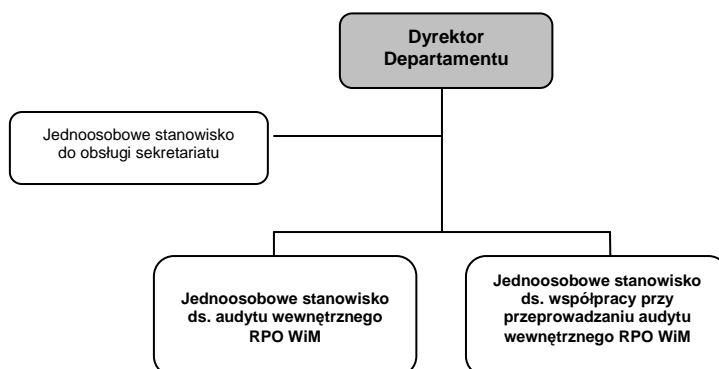 Dyrektor
Departamentu
Jednoosobowe stanowisko
do obsługi sekretariatu
Jednoosobowe stanowisko
ds. audytu wewnętrznego
RPO WiM
Jednoosobowe stanowisko
ds. współpracy przy
przeprowadzaniu audytu
wewnętrznego RPO WiM